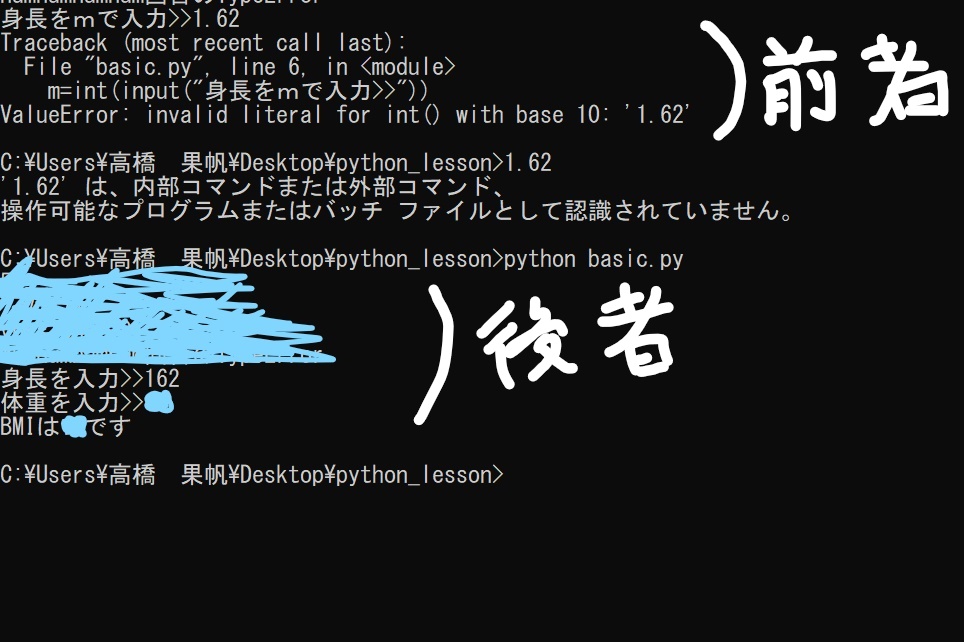 身長をｍで入力>>1.62
Traceback (most recent call last):
  File "basic.py", line 6, in <module>
    m=int(input("身長をｍで入力>>"))
ValueError: invalid literal for int() with base 10: '1.62'
前者
C:¥Users¥高橋　果帆¥Desktop¥python_lesson>1.62
'1.62' は、内部コマンドまたは外部コマンド、
操作可能なプログラムまたはバッチ ファイルとして認識されていません。
C:¥Users¥高橋　果帆¥Desktop¥python_lesson>python basic.py
後者
身長を入力>>162
体重を入力>>
BMIは です
C:¥Users¥高橋　果帆¥Desktop¥python_lesson>